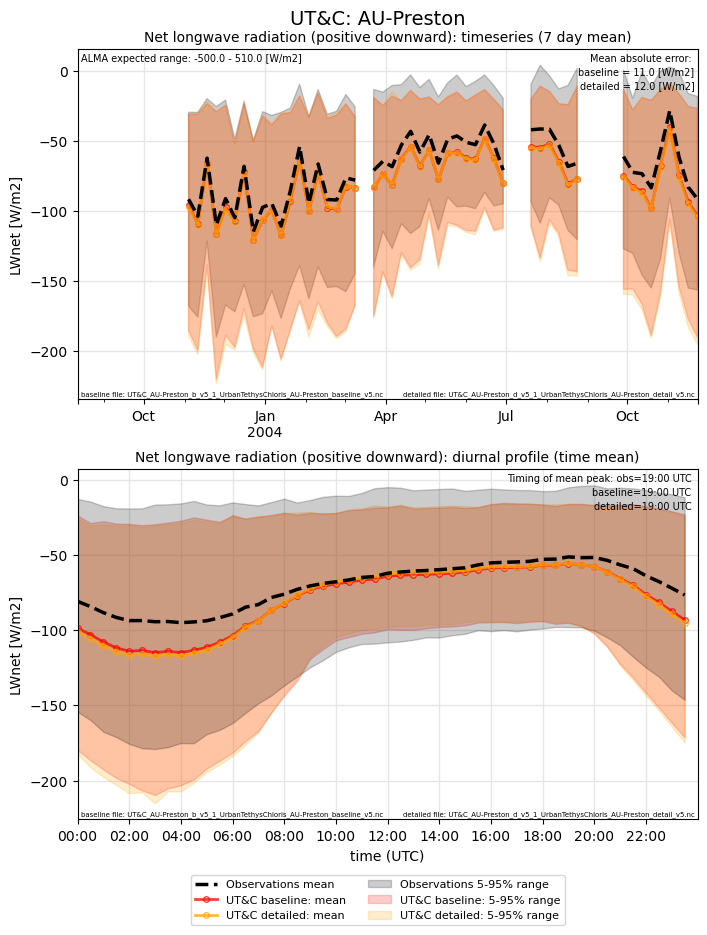 UT&C: AU-Preston
Net longwave radiation (positive downward): timeseries (7 day mean)
ALMA expected range: -500.0 - 510.0 [W/m2]
Mean absolute error:
baseline = 11.0 [W/m2]
detailed = 12.0 [W/m2]
0
−50
−100
−150
−200
LWnet [W/m2]
baseline file: UT&C_AU-Preston_b_v5_1_UrbanTethysChloris_AU-Preston_baseline_v5.nc
detailed file: UT&C_AU-Preston_d_v5_1_UrbanTethysChloris_AU-Preston_detail_v5.nc
Oct Jan Apr Jul Oct
2004
Net longwave radiation (positive downward): diurnal profile (time mean)
Timing of mean peak: obs=19:00 UTC
baseline=19:00 UTC
detailed=19:00 UTC
0
−50
−100
−150
−200
LWnet [W/m2]
baseline file: UT&C_AU-Preston_b_v5_1_UrbanTethysChloris_AU-Preston_baseline_v5.nc
detailed file: UT&C_AU-Preston_d_v5_1_UrbanTethysChloris_AU-Preston_detail_v5.nc
00:00 02:00 04:00 06:00 08:00 10:00 12:00 14:00 16:00 18:00 20:00 22:00
time (UTC)
Observations mean
UT&C baseline: mean
UT&C detailed: mean
Observations 5-95% range
UT&C baseline: 5-95% range
UT&C detailed: 5-95% range